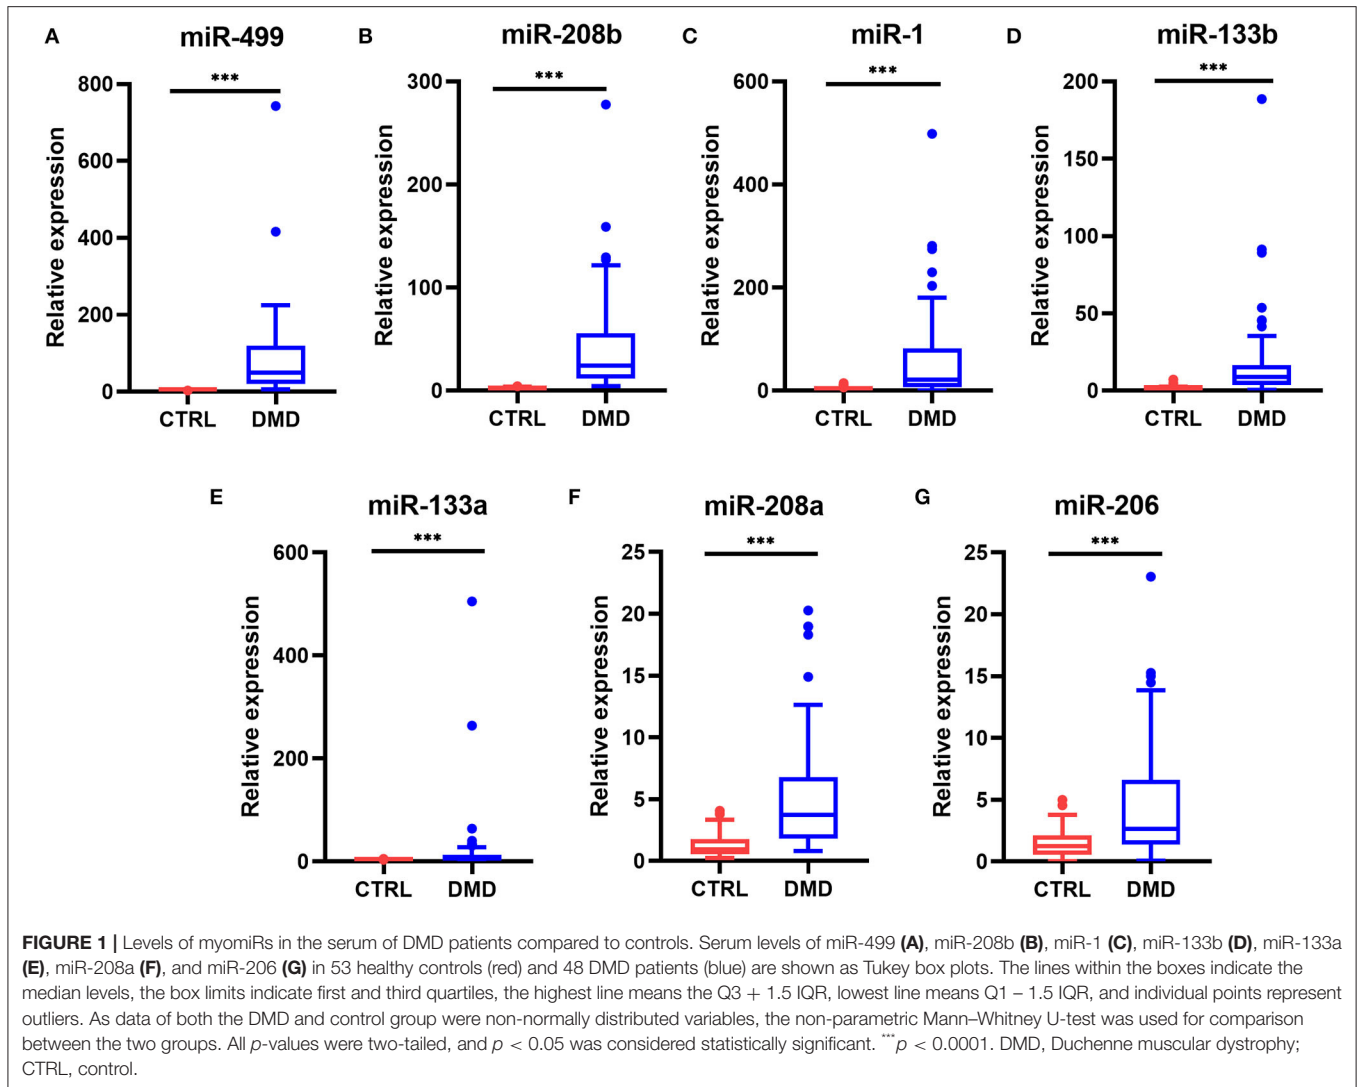 A
miR-499
***
800
600
400
200
0
Relative expression
CTRL DMD
B
miR-208b
***
300
200
100
0
Relative expression
CTRL DMD
C
miR-1
***
600
400
200
0
Relative expression
CTRL DMD
D
miR-133b
***
200
150
100
50
0
Relative expression
CTRL DMD
E
miR-133a
***
600
400
200
0
Relative expression
CTRL DMD
F
miR-208a
***
25
20
15
10
5
0
Relative expression
CTRL DMD
G
miR-206
***
25
20
15
10
5
0
Relative expression
CTRL DMD
FIGURE 1 | Levels of myomiRs in the serum of DMD patients compared to controls. Serum levels of miR-499 (A), miR-208b (B), miR-1 (C), miR-133b (D), miR-133a
(E), miR-208a (F), and miR-206 (G) in 53 healthy controls (red) and 48 DMD patients (blue) are shown as Tukey box plots. The lines within the boxes indicate the
median levels, the box limits indicate first and third quartiles, the highest line means the Q3 + 1.5 IQR, lowest line means Q1 – 1.5 IQR, and individual points represent
outliers. As data of both the DMD and control group were non-normally distributed variables, the non-parametric Mann–Whitney U-test was used for comparison
between the two groups. All p-values were two-tailed, and p < 0.05 was considered statistically significant. ***p < 0.0001. DMD, Duchenne muscular dystrophy;
CTRL, control.